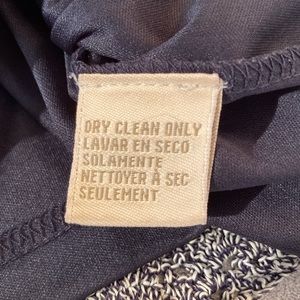 DRY CLEAN ONLY
LAVAR EN SECO
SOLAMENTE
NETTOYER À SEC
SEULEMENT